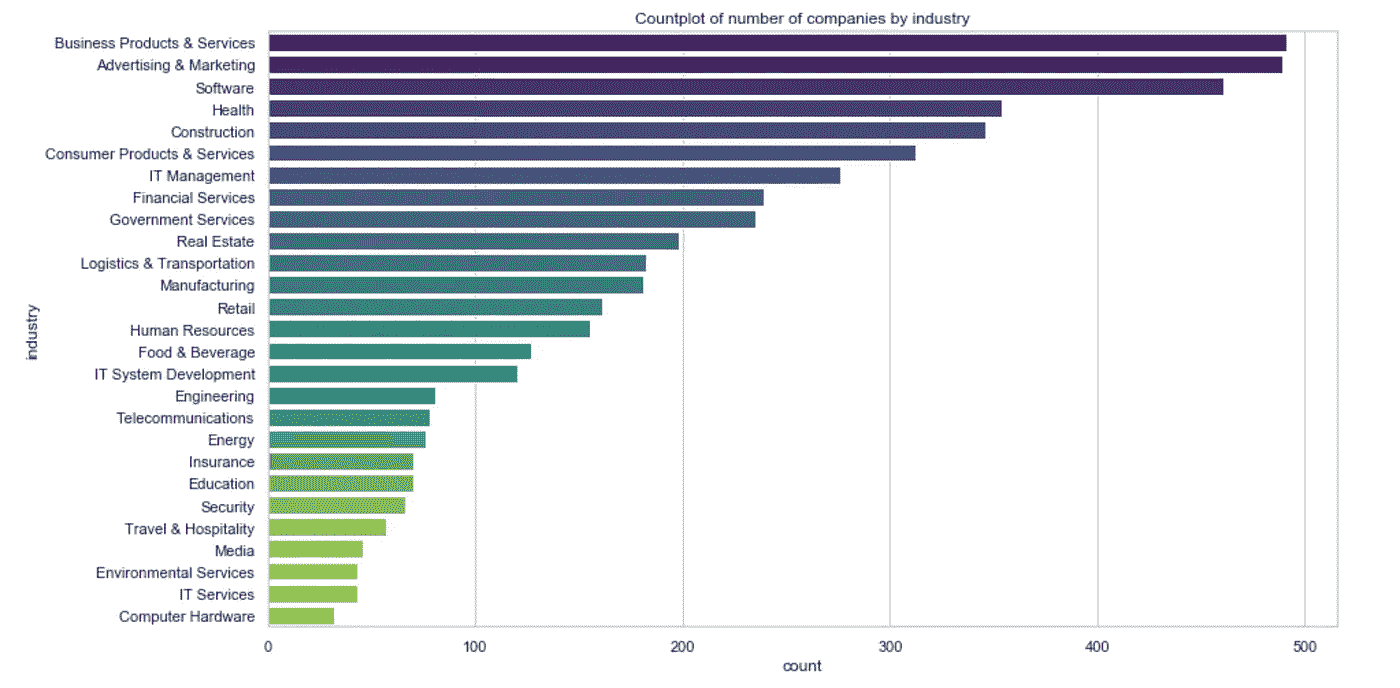 Countplot of number of companies by industry
Business Products & Services
Advertising & Marketing
Software
Health
Construction
Consumer Products & Services
IT Management
Financial Services
Government Services
Real Estate
Logistics & Transportation
Manufacturing
Retail
Human Resources
Food & Beverage
IT System Development
Engineering
Telecommunications
Energy
Insurance
Education
Security
Travel & Hospitality
Media
Environmental Services
IT Services
Computer Hardware
industry
0 100 200 300 400 500
count